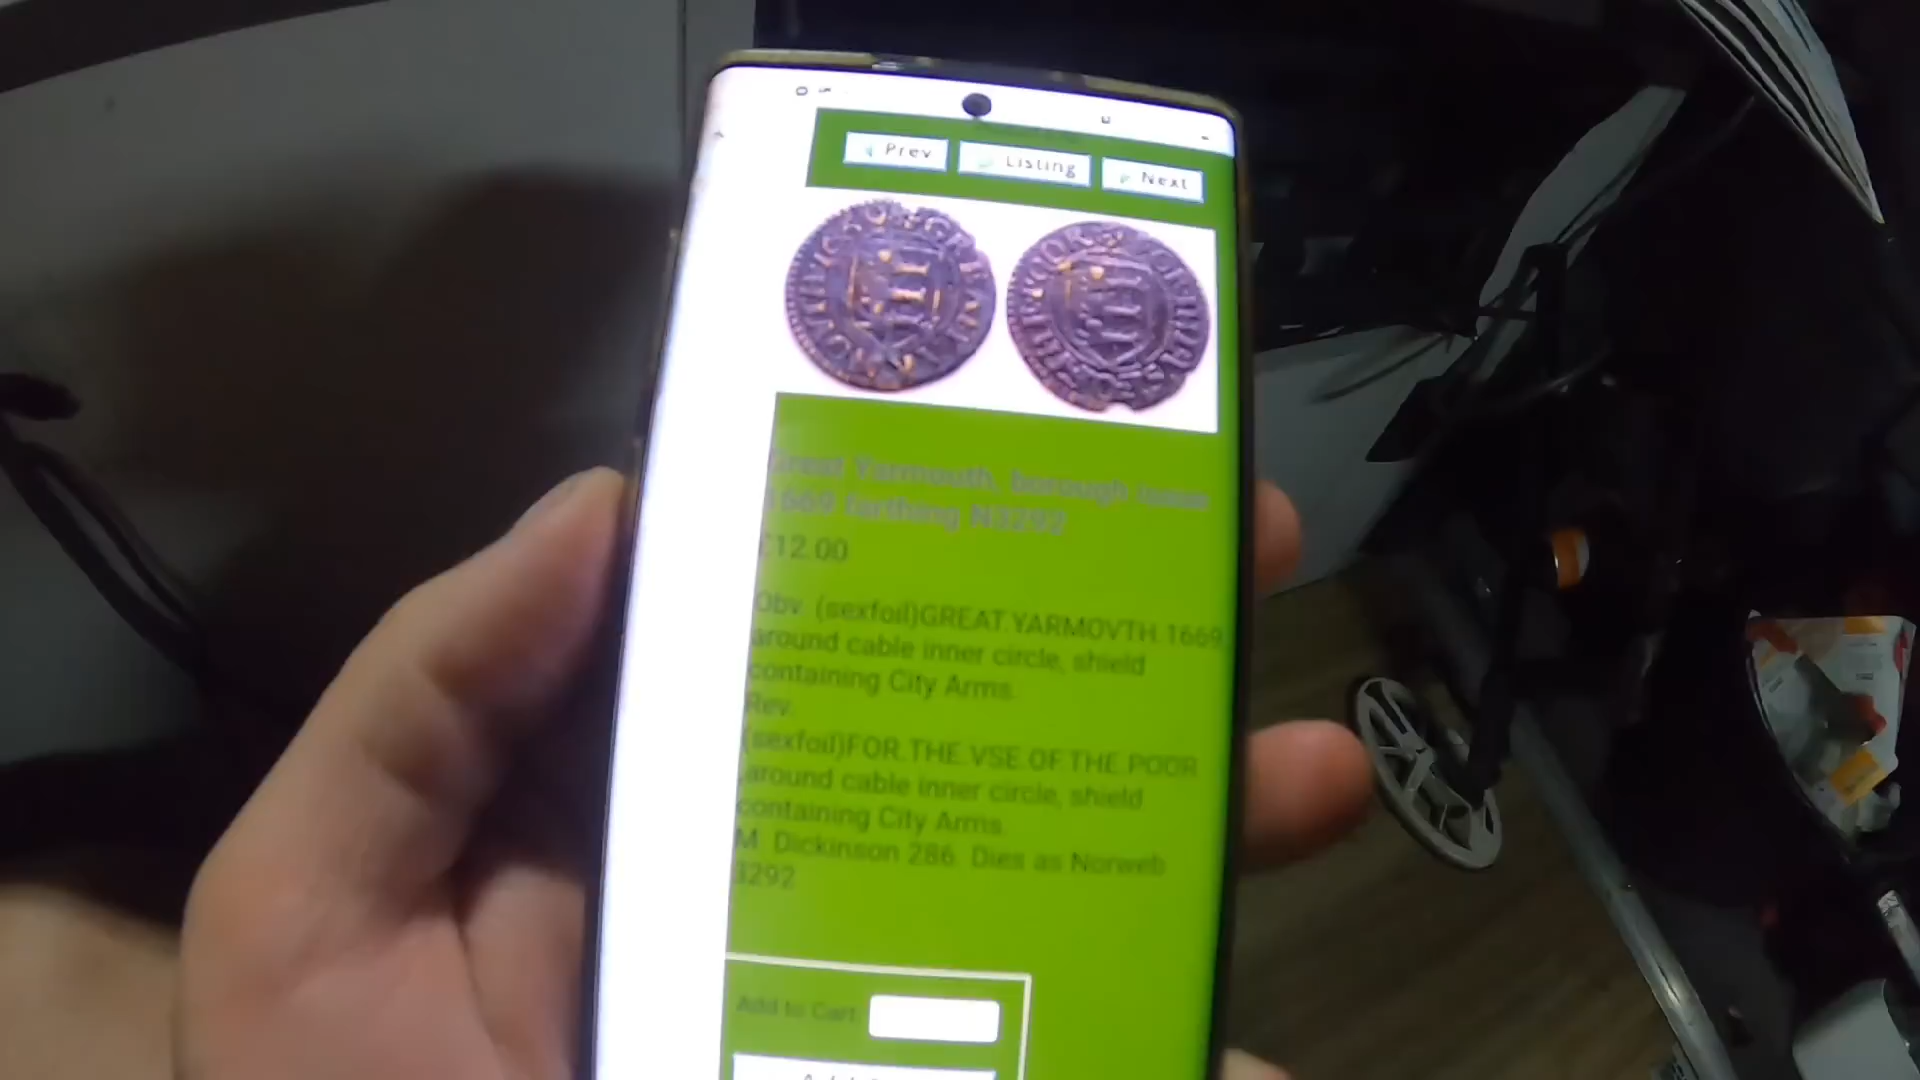 Prev
Listing
Next
Great Yarmouth, borough issue
1669 farthing N3292
£12.00
Obv. (sexfoil)GREAT.YARMOVTH.1669
around cable inner circle, shield
containing City Arms.
Rev.
(sexfoil)FOR.THE.VSE.OF.THE.POOR
,around cable inner circle, shield
containing City Arms.
M. Dickinson 286. Dies as Norweb
3292
Add to Cart: